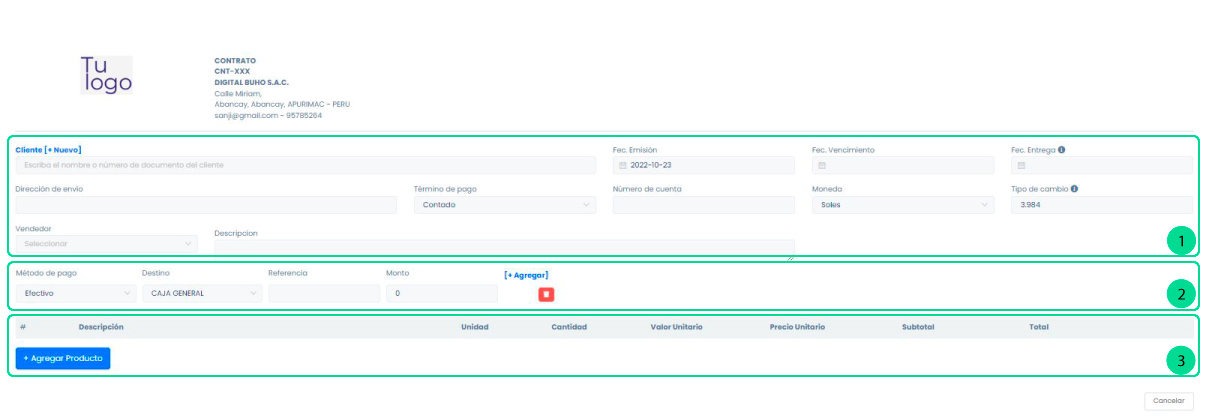 Tu
logo
CONTRATO
CNT-XXX
DIGITAL BUHO S.A.C.
Calle Miriam,
Abancay, Abancay, APURIMAC - PERU
sanji@gmail.com - 95785264
Cliente [+ Nuevo]
Fec. Emisión
Fec. Vencimiento
Fec. Entrega
Escriba el nombre o número de documento del cliente
2022-10-23
Dirección de envío
Término de pago
Número de cuenta
Moneda
Tipo de cambio
Contado
Soles
3.984
Vendedor
Descripcion
Seleccionar
1
Método de pago
Destino
Referencia
Monto
[+ Agregar]
Efectivo
CAJA GENERAL
0
2
# Descripción Unidad Cantidad Valor Unitario Precio Unitario Subtotal Total
+ Agregar Producto
3
Cancelar